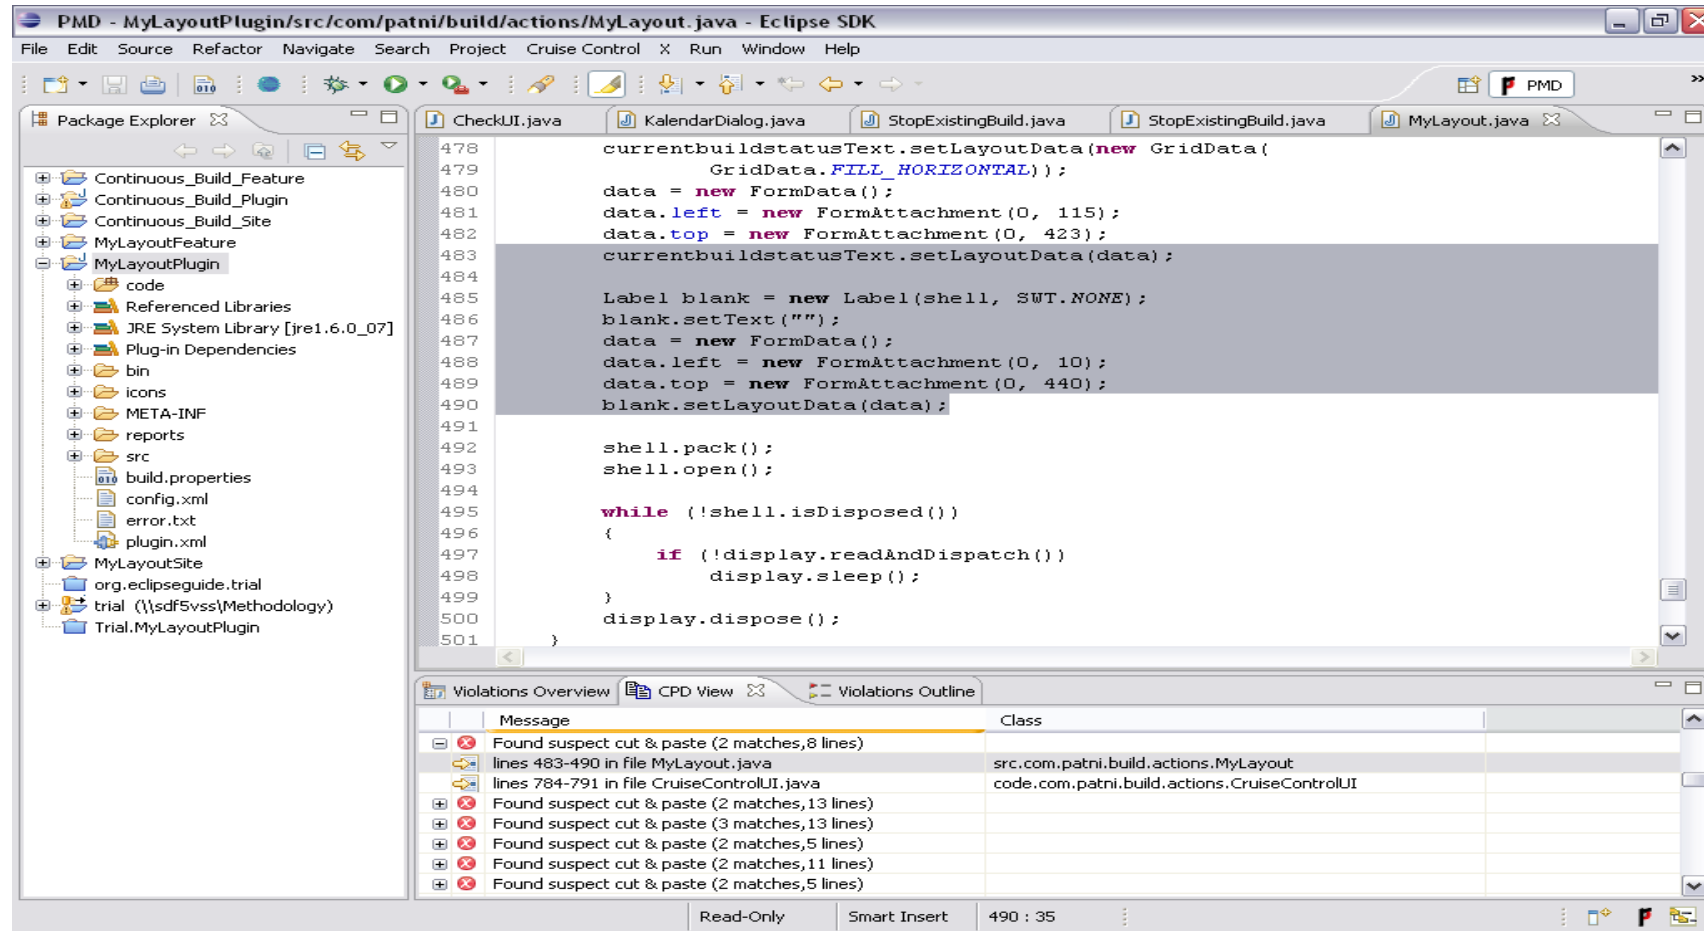 PMD - MyLayoutPlugin/src/com/patni/build/actions/MyLayout.java - Eclipse SDK
File Edit Source Refactor Navigate Search Project Cruise Control X Run Window Help
PMD
Package Explorer
Continuous_Build_Feature
Continuous_Build_Plugin
Continuous_Build_Site
MyLayoutFeature
MyLayoutPlugin
code
Referenced Libraries
JRE System Library [jre1.6.0_07]
Plug-in Dependencies
bin
icons
META-INF
reports
src
build.properties
config.xml
error.txt
plugin.xml
MyLayoutSite
org.eclipseguide.trial
trial (\\sdf5vss\Methodology)
Trial.MyLayoutPlugin
CheckUI.java KalendarDialog.java StopExistingBuild.java StopExistingBuild.java MyLayout.java
478 currentbuildstatusText.setLayoutData(new GridData(
479 GridData.FILL_HORIZONTAL));
480 data = new FormData();
481 data.left = new FormAttachment(0, 115);
482 data.top = new FormAttachment(0, 423);
483 currentbuildstatusText.setLayoutData(data);
484
485 Label blank = new Label(shell, SWT.NONE);
486 blank.setText("");
487 data = new FormData();
488 data.left = new FormAttachment(0, 10);
489 data.top = new FormAttachment(0, 440);
490 blank.setLayoutData(data);
491
492 shell.pack();
493 shell.open();
494
495 while (!shell.isDisposed())
496 {
497 if (!display.readAndDispatch())
498 display.sleep();
499 }
500 display.dispose();
501 }
Violations Overview CPD View Violations Outline
Message Class
Found suspect cut & paste (2 matches,8 lines)
lines 483-490 in file MyLayout.java src.com.patni.build.actions.MyLayout
lines 784-791 in file CruiseControlUI.java code.com.patni.build.actions.CruiseControlUI
Found suspect cut & paste (2 matches,13 lines)
Found suspect cut & paste (3 matches,13 lines)
Found suspect cut & paste (2 matches,5 lines)
Found suspect cut & paste (2 matches,11 lines)
Found suspect cut & paste (2 matches,5 lines)
Read-Only Smart Insert 490 : 35